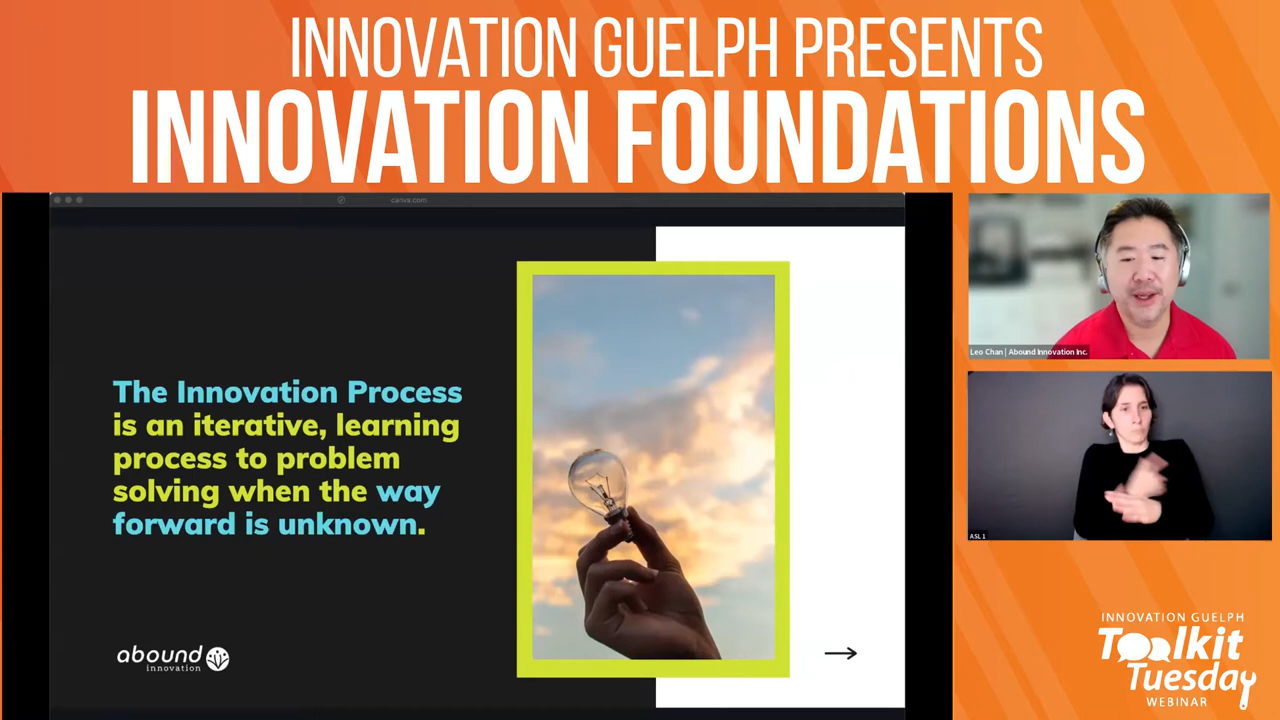 INNOVATION GUELPH PRESENTS
INNOVATION FOUNDATIONS
canva.com
The Innovation Process
is an iterative, learning
process to problem
solving when the way
forward is unknown.
abound
innovation
Leo Chan | Abound Innovation Inc.
ASL 1
INNOVATION GUELPH
Toolkit
Tuesday
WEBINAR